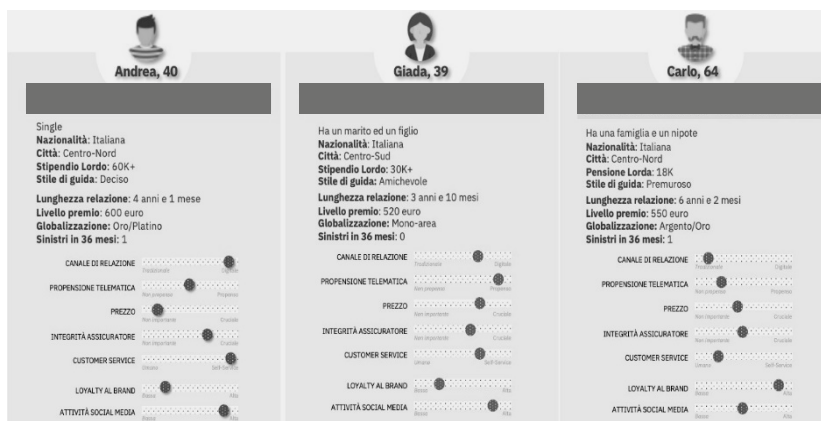 Andrea, 40
Single
Nazionalità: Italiana
Città: Centro-Nord
Stipendio Lordo: 60K+
Stile di guida: Deciso
Lunghezza relazione: 4 anni e 1 mese
Livello premio: 600 euro
Globalizzazione: Oro/Platino
Sinistri in 36 mesi: 1
CANALE DI RELAZIONE
Tradizionale Digitale
PROPENSIONE TELEMATICA
Non propenso Propenso
PREZZO
Non importante Cruciale
INTEGRITÀ ASSICURATORE
Non importante Cruciale
CUSTOMER SERVICE
Umano Self-Service
LOYALTY AL BRAND
Bassa Alta
ATTIVITÀ SOCIAL MEDIA
Bassa Alta
Giada, 39
Ha un marito ed un figlio
Nazionalità: Italiana
Città: Centro-Sud
Stipendio Lordo: 30K+
Stile di guida: Amichevole
Lunghezza relazione: 3 anni e 10 mesi
Livello premio: 520 euro
Globalizzazione: Mono-area
Sinistri in 36 mesi: 0
CANALE DI RELAZIONE
Tradizionale Digitale
PROPENSIONE TELEMATICA
Non propenso Propenso
PREZZO
Non importante Cruciale
INTEGRITÀ ASSICURATORE
Non importante Cruciale
CUSTOMER SERVICE
Umano Self-Service
LOYALTY AL BRAND
Bassa Alta
ATTIVITÀ SOCIAL MEDIA
Bassa Alta
Carlo, 64
Ha una famiglia e un nipote
Nazionalità: Italiana
Città: Centro-Nord
Pensione Lorda: 18K
Stile di guida: Premuroso
Lunghezza relazione: 6 anni e 2 mesi
Livello premio: 550 euro
Globalizzazione: Argento/Oro
Sinistri in 36 mesi: 1
CANALE DI RELAZIONE
Tradizionale Digitale
PROPENSIONE TELEMATICA
Non propenso Propenso
PREZZO
Non importante Cruciale
INTEGRITÀ ASSICURATORE
Non importante Cruciale
CUSTOMER SERVICE
Umano Self-Service
LOYALTY AL BRAND
Bassa Alta
ATTIVITÀ SOCIAL MEDIA
Bassa Alta